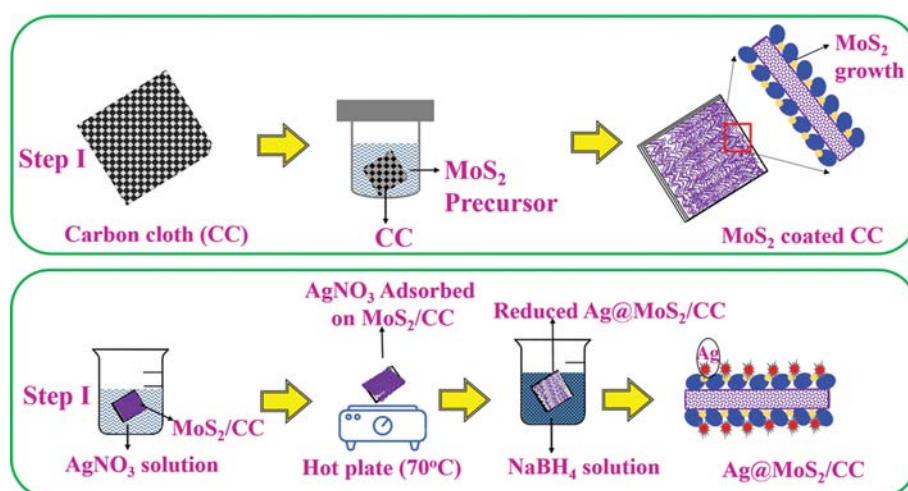 Step I
Carbon cloth (CC)
MoS₂
Precursor
CC
MoS₂
growth
MoS₂ coated CC
Step I
MoS₂/CC
AgNO₃ solution
AgNO₃ Adsorbed
on MoS₂/CC
Hot plate (70°C)
Reduced Ag@MoS₂/CC
NaBH₄ solution
Ag
Ag@MoS₂/CC